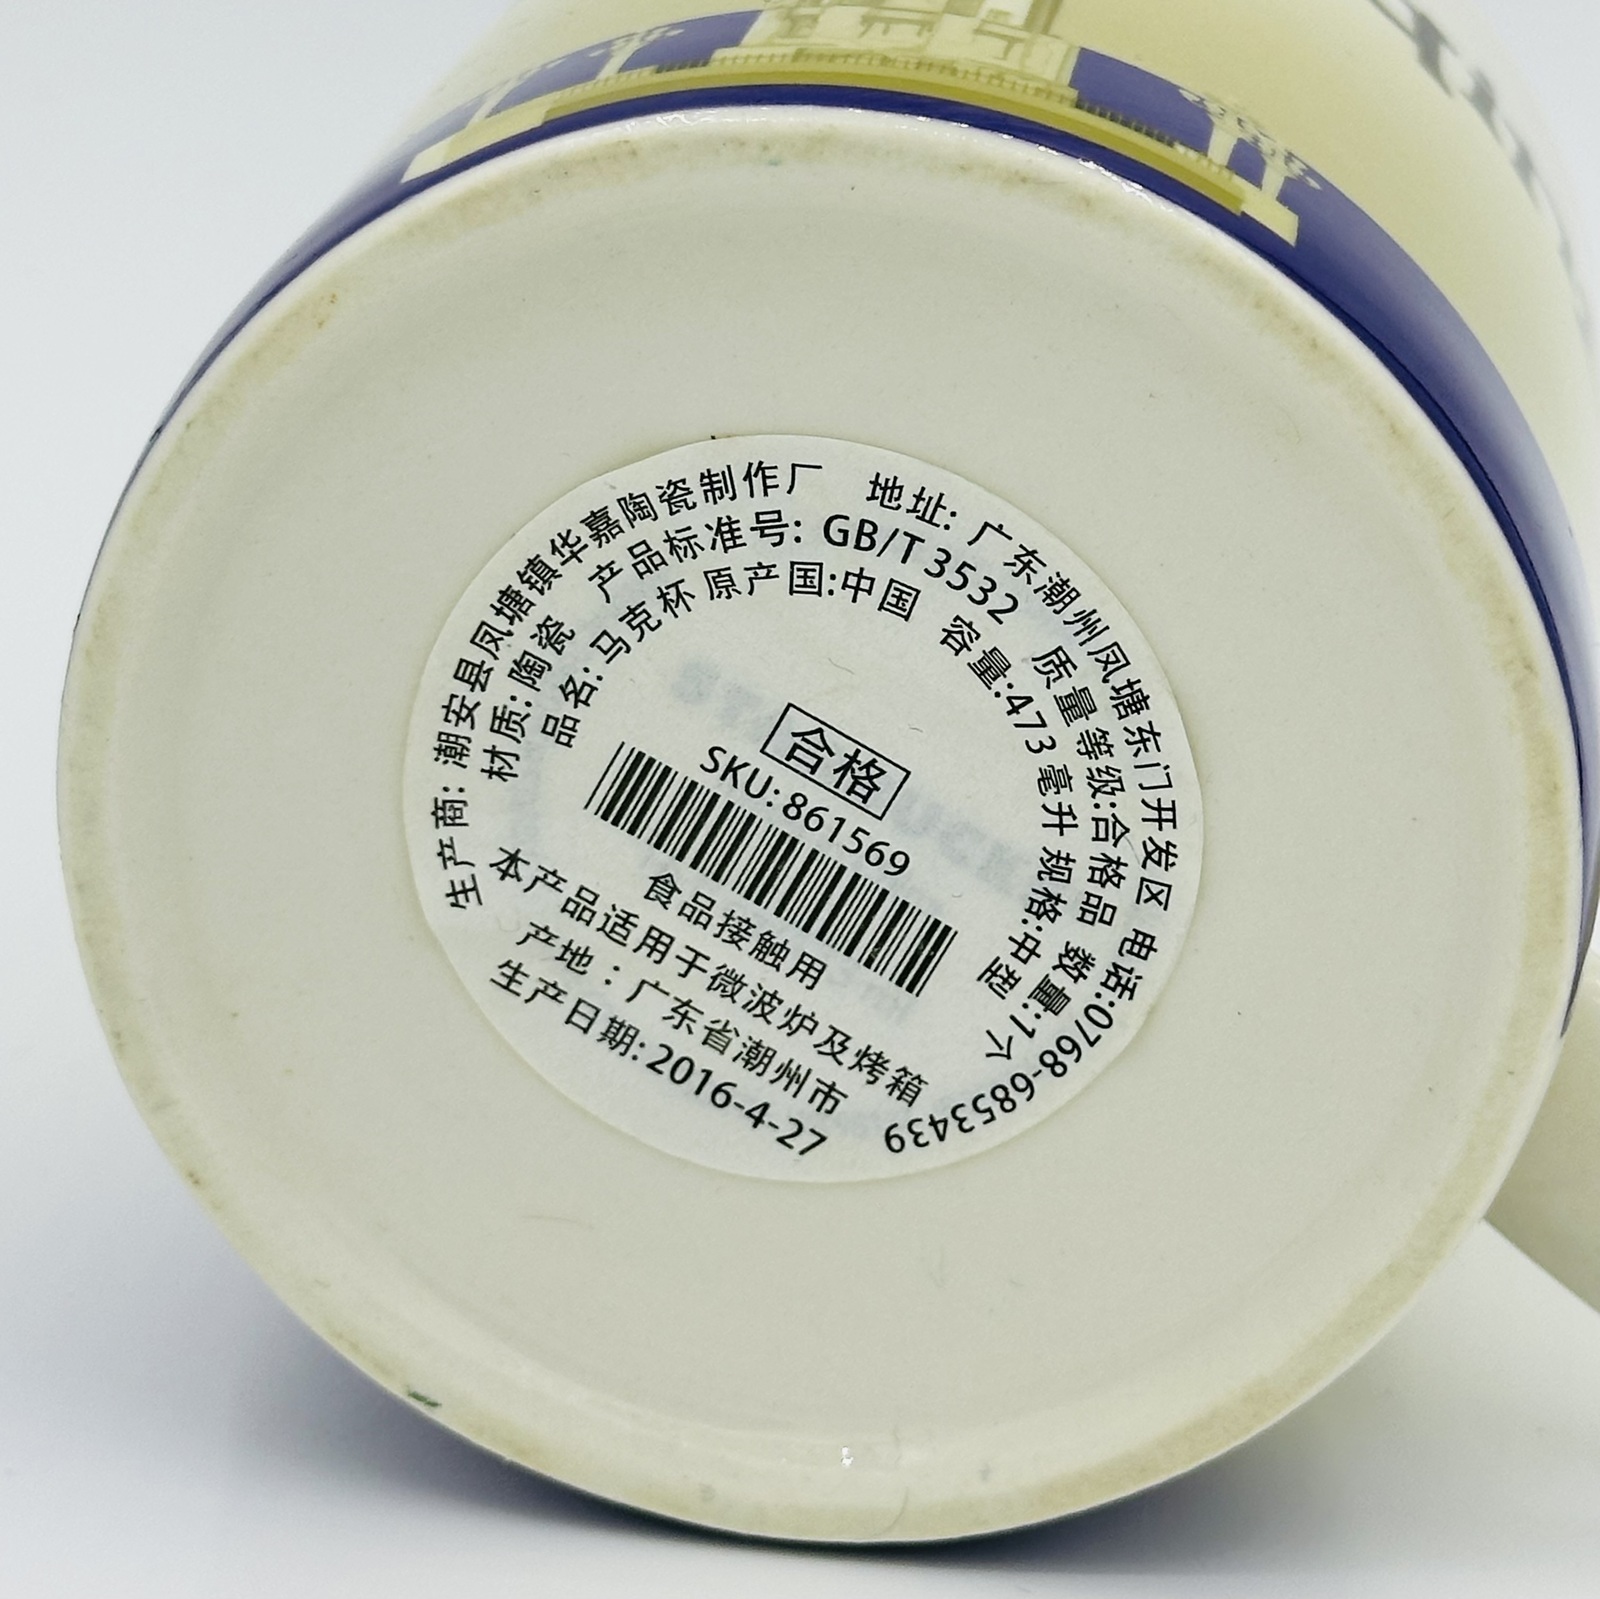 生产商: 潮安县凤塘镇华嘉陶瓷制作厂 地址: 广东潮州凤塘东门开发区 电话:0768-6853439
材质: 陶瓷 产品标准号: GB/T 3532 质量等级:合格品 数量:1个
品名: 马克杯 原产国:中国 容量:473毫升 规格:中型
合格
SKU: 861569
食品接触用
本产品适用于微波炉及烤箱
产地：广东省潮州市
生产日期: 2016-4-27